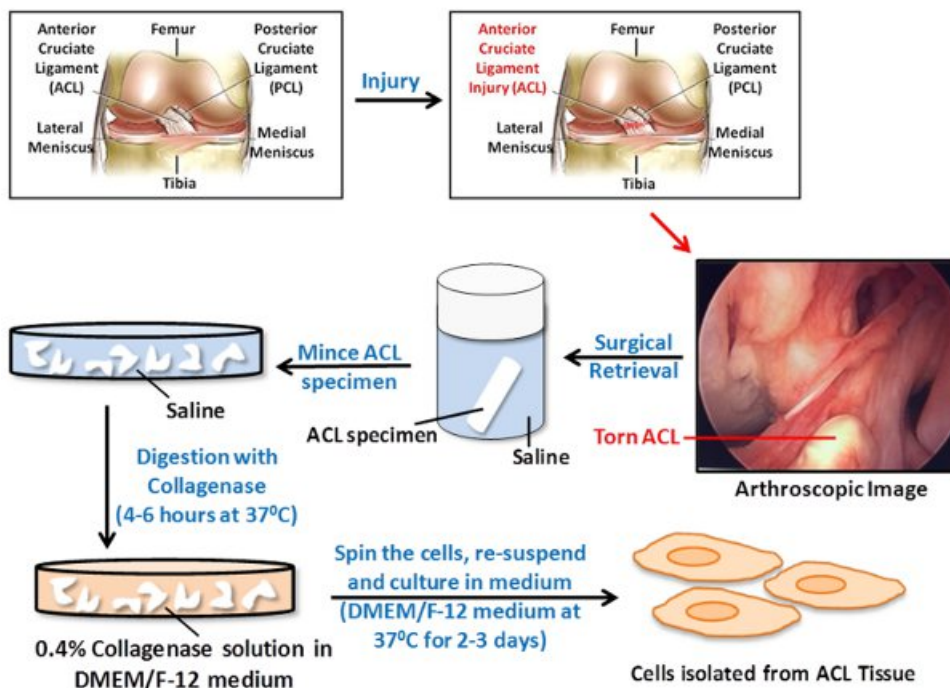 Anterior
Cruciate
Ligament
(ACL)
Femur
Posterior
Cruciate
Ligament
(PCL)
Lateral
Meniscus
Medial
Meniscus
Tibia
Injury
Anterior
Cruciate
Ligament
Injury (ACL)
Femur
Posterior
Cruciate
Ligament
(PCL)
Lateral
Meniscus
Medial
Meniscus
Tibia
Torn ACL
Arthroscopic Image
Surgical
Retrieval
ACL specimen
Saline
Mince ACL
specimen
Saline
Digestion with
Collagenase
(4-6 hours at 37⁰C)
0.4% Collagenase solution in
DMEM/F-12 medium
Spin the cells, re-suspend
and culture in medium
(DMEM/F-12 medium at
37⁰C for 2-3 days)
Cells isolated from ACL Tissue